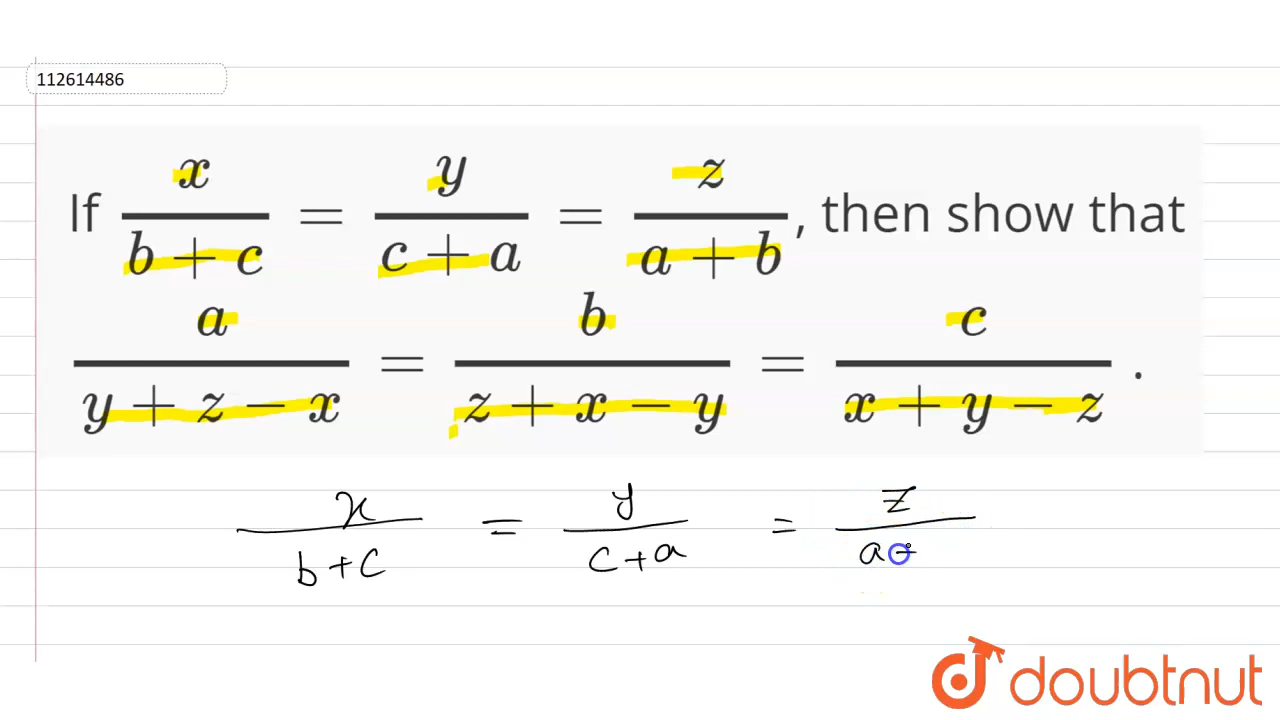 112614486
If x/(b + c) = y/(c + a) = z/(a + b), then show that
a/(y + z − x) = b/(z + x − y) = c/(x + y − z).
x/(b+c) = y/(c+a) = z/(a+
doubtnut